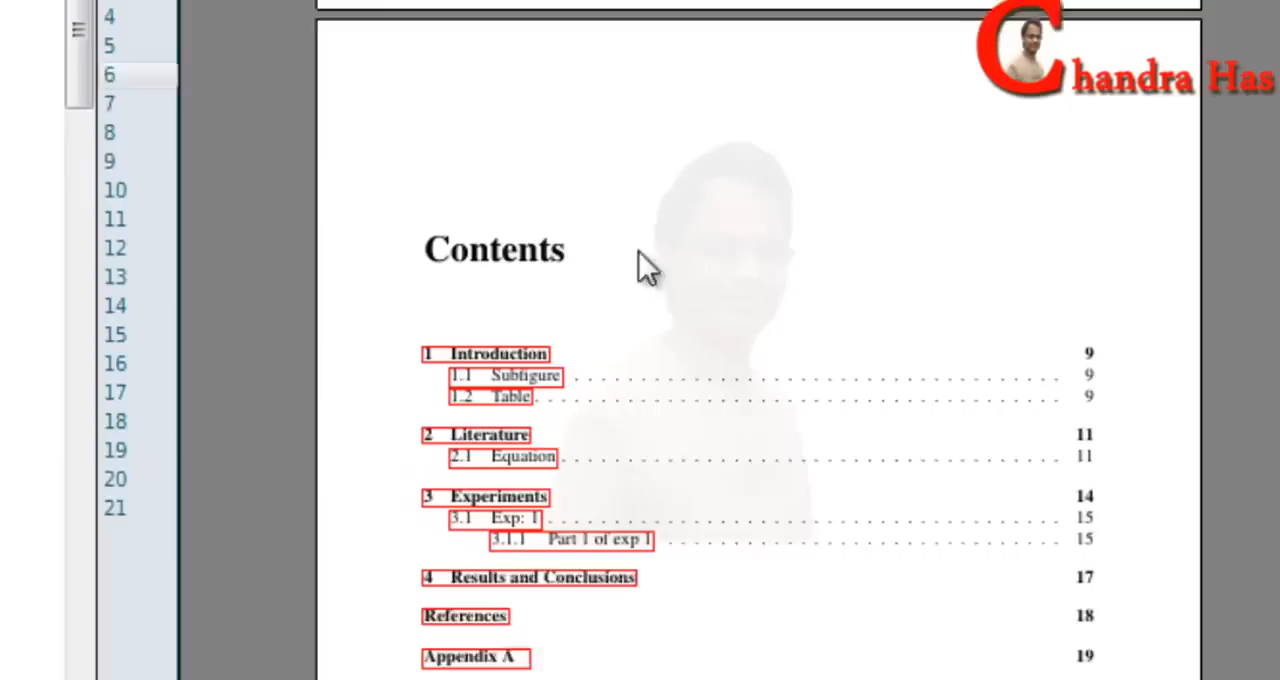 4
5
6
7
8
9
10
11
12
13
14
15
16
17
18
19
20
21
Chandra Has
Contents
1 Introduction 9
1.1 Subfigure . . . . . . . . . . . . . . . . . . . . . . . . . . . . . . . . . . . . 9
1.2 Table . . . . . . . . . . . . . . . . . . . . . . . . . . . . . . . . . . . . . . 9
2 Literature 11
2.1 Equation . . . . . . . . . . . . . . . . . . . . . . . . . . . . . . . . . . . . 11
3 Experiments 14
3.1 Exp: 1 . . . . . . . . . . . . . . . . . . . . . . . . . . . . . . . . . . . . . 15
3.1.1 Part 1 of exp 1 . . . . . . . . . . . . . . . . . . . . . . . . . . . . . 15
4 Results and Conclusions 17
References 18
Appendix A 19